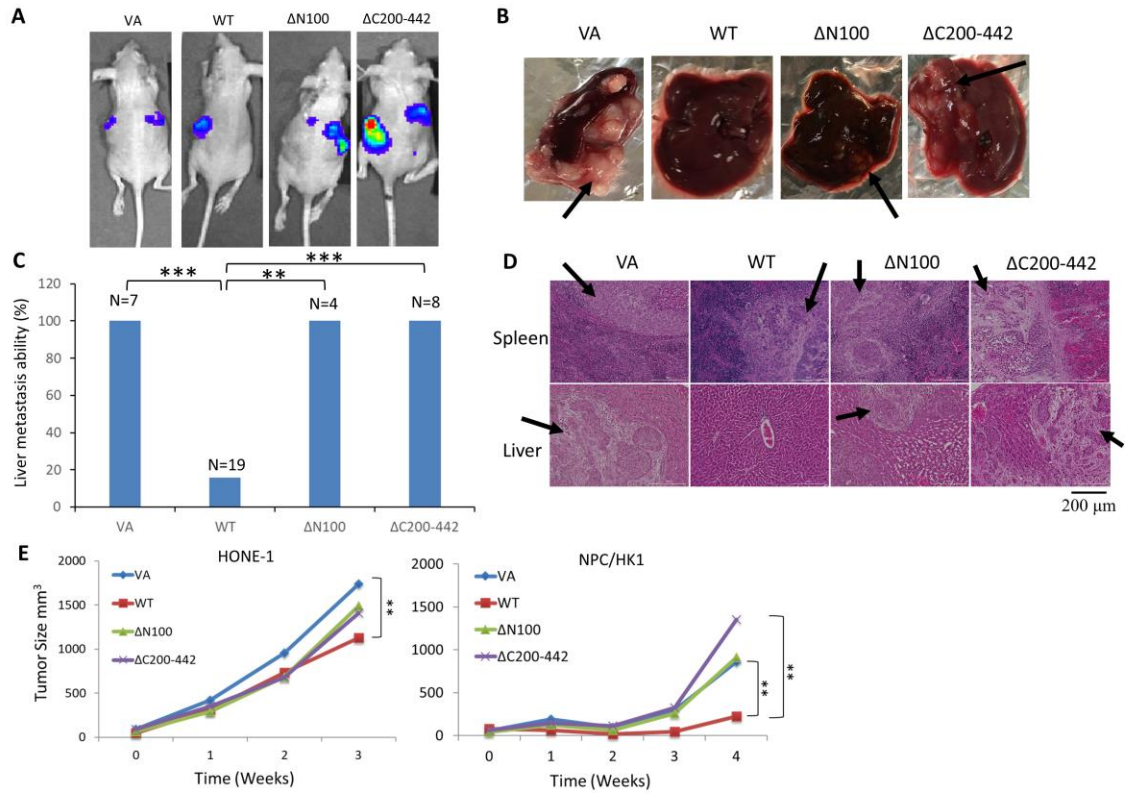 A
VA WT ΔN100 ΔC200-442
B
VA WT ΔN100 ΔC200-442
C
*** ** ***
Liver metastasis ability (%)
120
100
80
60
40
20
0
N=7 N=19 N=4 N=8
VA WT ΔN100 ΔC200-442
D
VA WT ΔN100 ΔC200-442
Spleen
Liver
200 μm
E
HONE-1
Tumor Size mm³
2000
1500
1000
500
0
VA
WT
ΔN100
ΔC200-442
**
0 1 2 3
Time (Weeks)
NPC/HK1
2000
1500
1000
500
0
VA
WT
ΔN100
ΔC200-442
**
**
0 1 2 3 4
Time (Weeks)